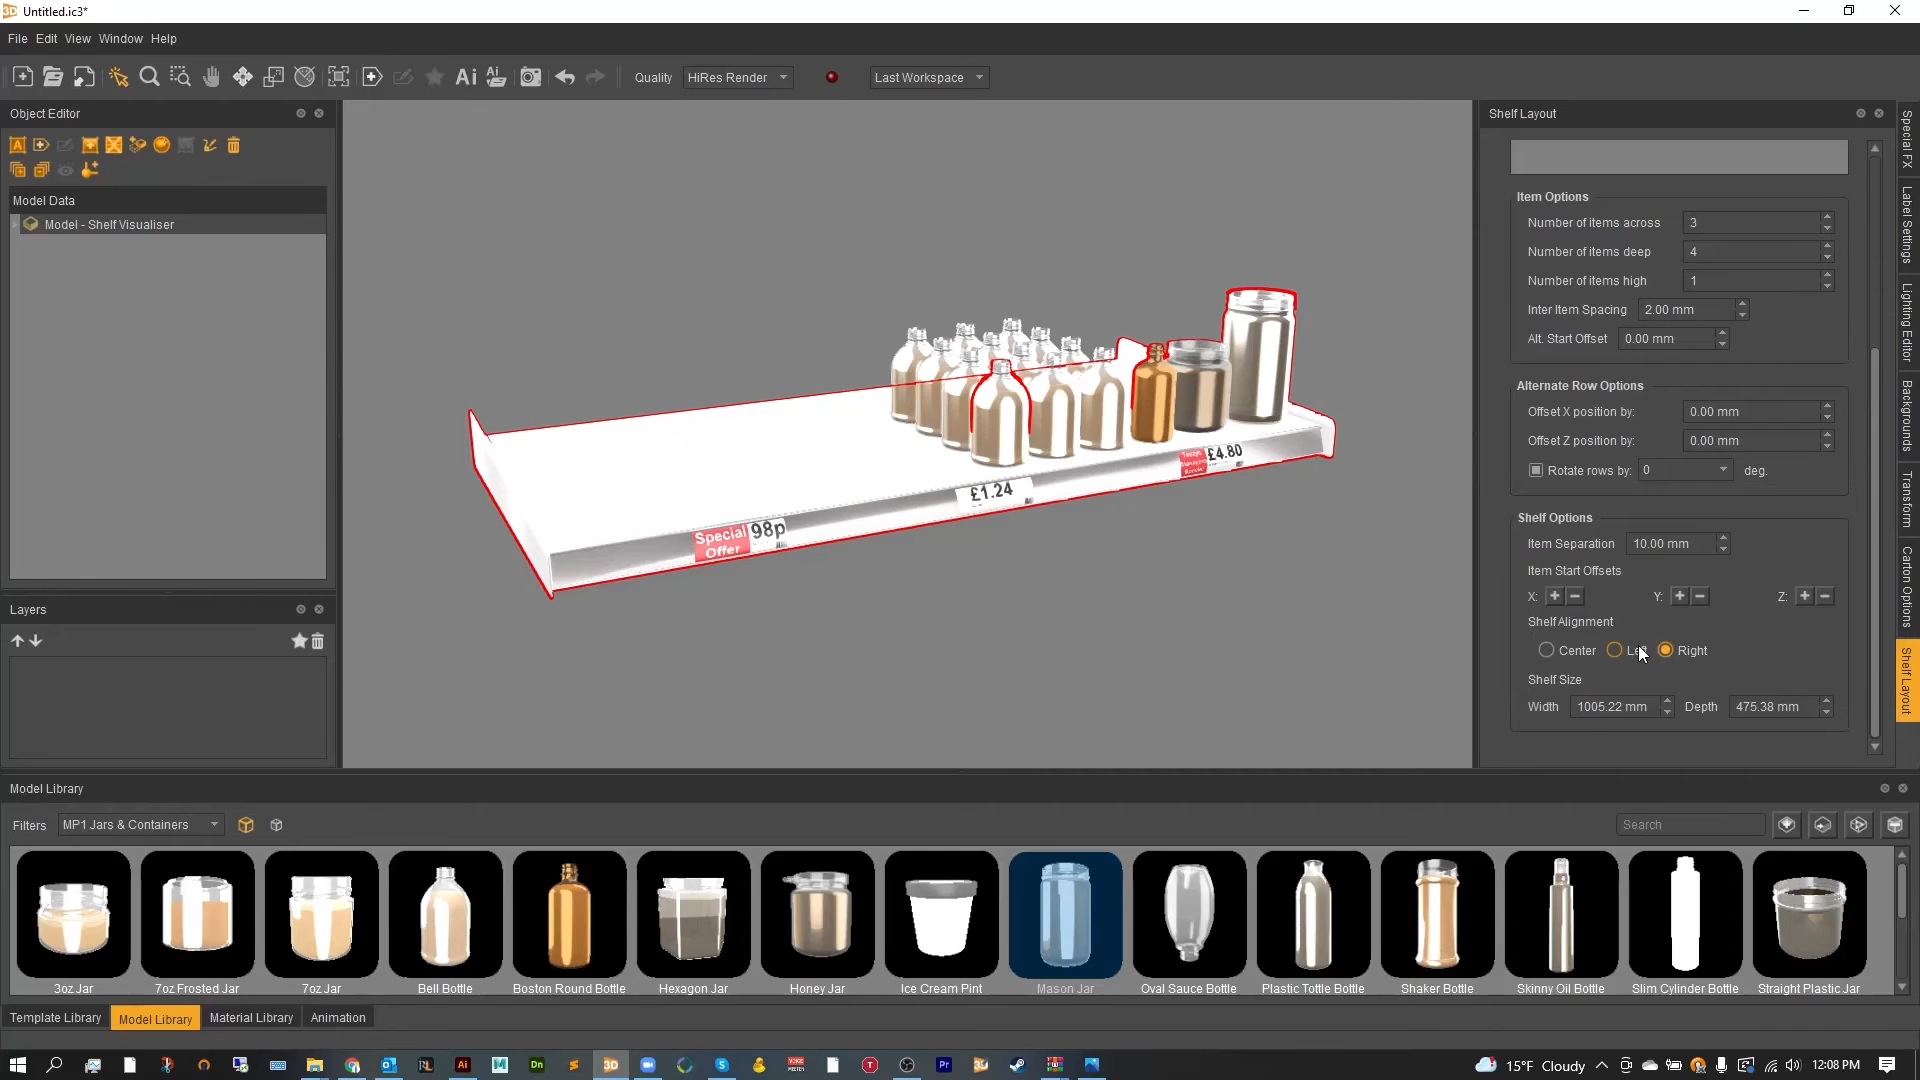 Untitled.ic3*
File Edit View Window Help
Ai Ai Quality HiRes Render Last Workspace
Object Editor
Model Data
Model - Shelf Visualiser
Layers
Special Offer 98p
£1.24
£4.80
Shelf Layout
Item Options
Number of items across 3
Number of items deep 4
Number of items high 1
Inter Item Spacing 2.00 mm
Alt. Start Offset 0.00 mm
Alternate Row Options
Offset X position by: 0.00 mm
Offset Z position by: 0.00 mm
Rotate rows by: 0 deg.
Shelf Options
Item Separation 10.00 mm
Item Start Offsets
X: + - Y: + - Z: + -
Shelf Alignment
Center Left Right
Shelf Size
Width 1005.22 mm Depth 475.38 mm
Special FX
Label Settings
Lighting Editor
Backgrounds
Transform
Carton Options
Shelf Layout
Model Library
Filters MP1 Jars & Containers Search
3oz Jar 7oz Frosted Jar 7oz Jar Bell Bottle Boston Round Bottle Hexagon Jar Honey Jar Ice Cream Pint Mason Jar Oval Sauce Bottle Plastic Tottle Bottle Shaker Bottle Skinny Oil Bottle Slim Cylinder Bottle Straight Plastic Jar
Template Library Model Library Material Library Animation
15°F Cloudy 12:08 PM